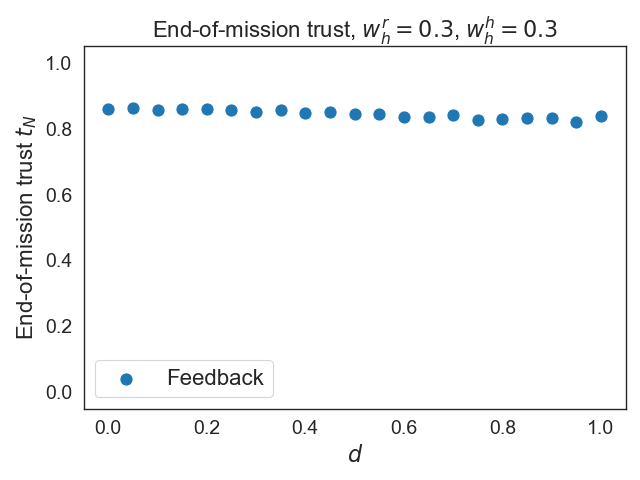 End-of-mission trust, $w_h^r = 0.3$, $w_h^h = 0.3$
End-of-mission trust $t_N$
1.0
0.8
0.6
0.4
0.2
0.0
Feedback
0.0 0.2 0.4 0.6 0.8 1.0
$d$